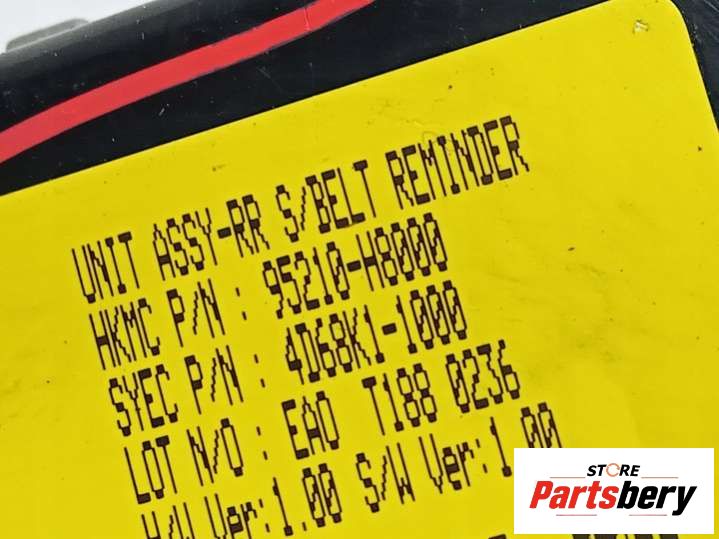 UNIT ASSY-RR S/BELT REMINDER
HKMC P/N : 95210-H8000
SYEC P/N : 4D68K1-1000
LOT N/O : EAO T188 0236
H/W Ver:1.00 S/W Ver:1.00
STORE
Partsbery